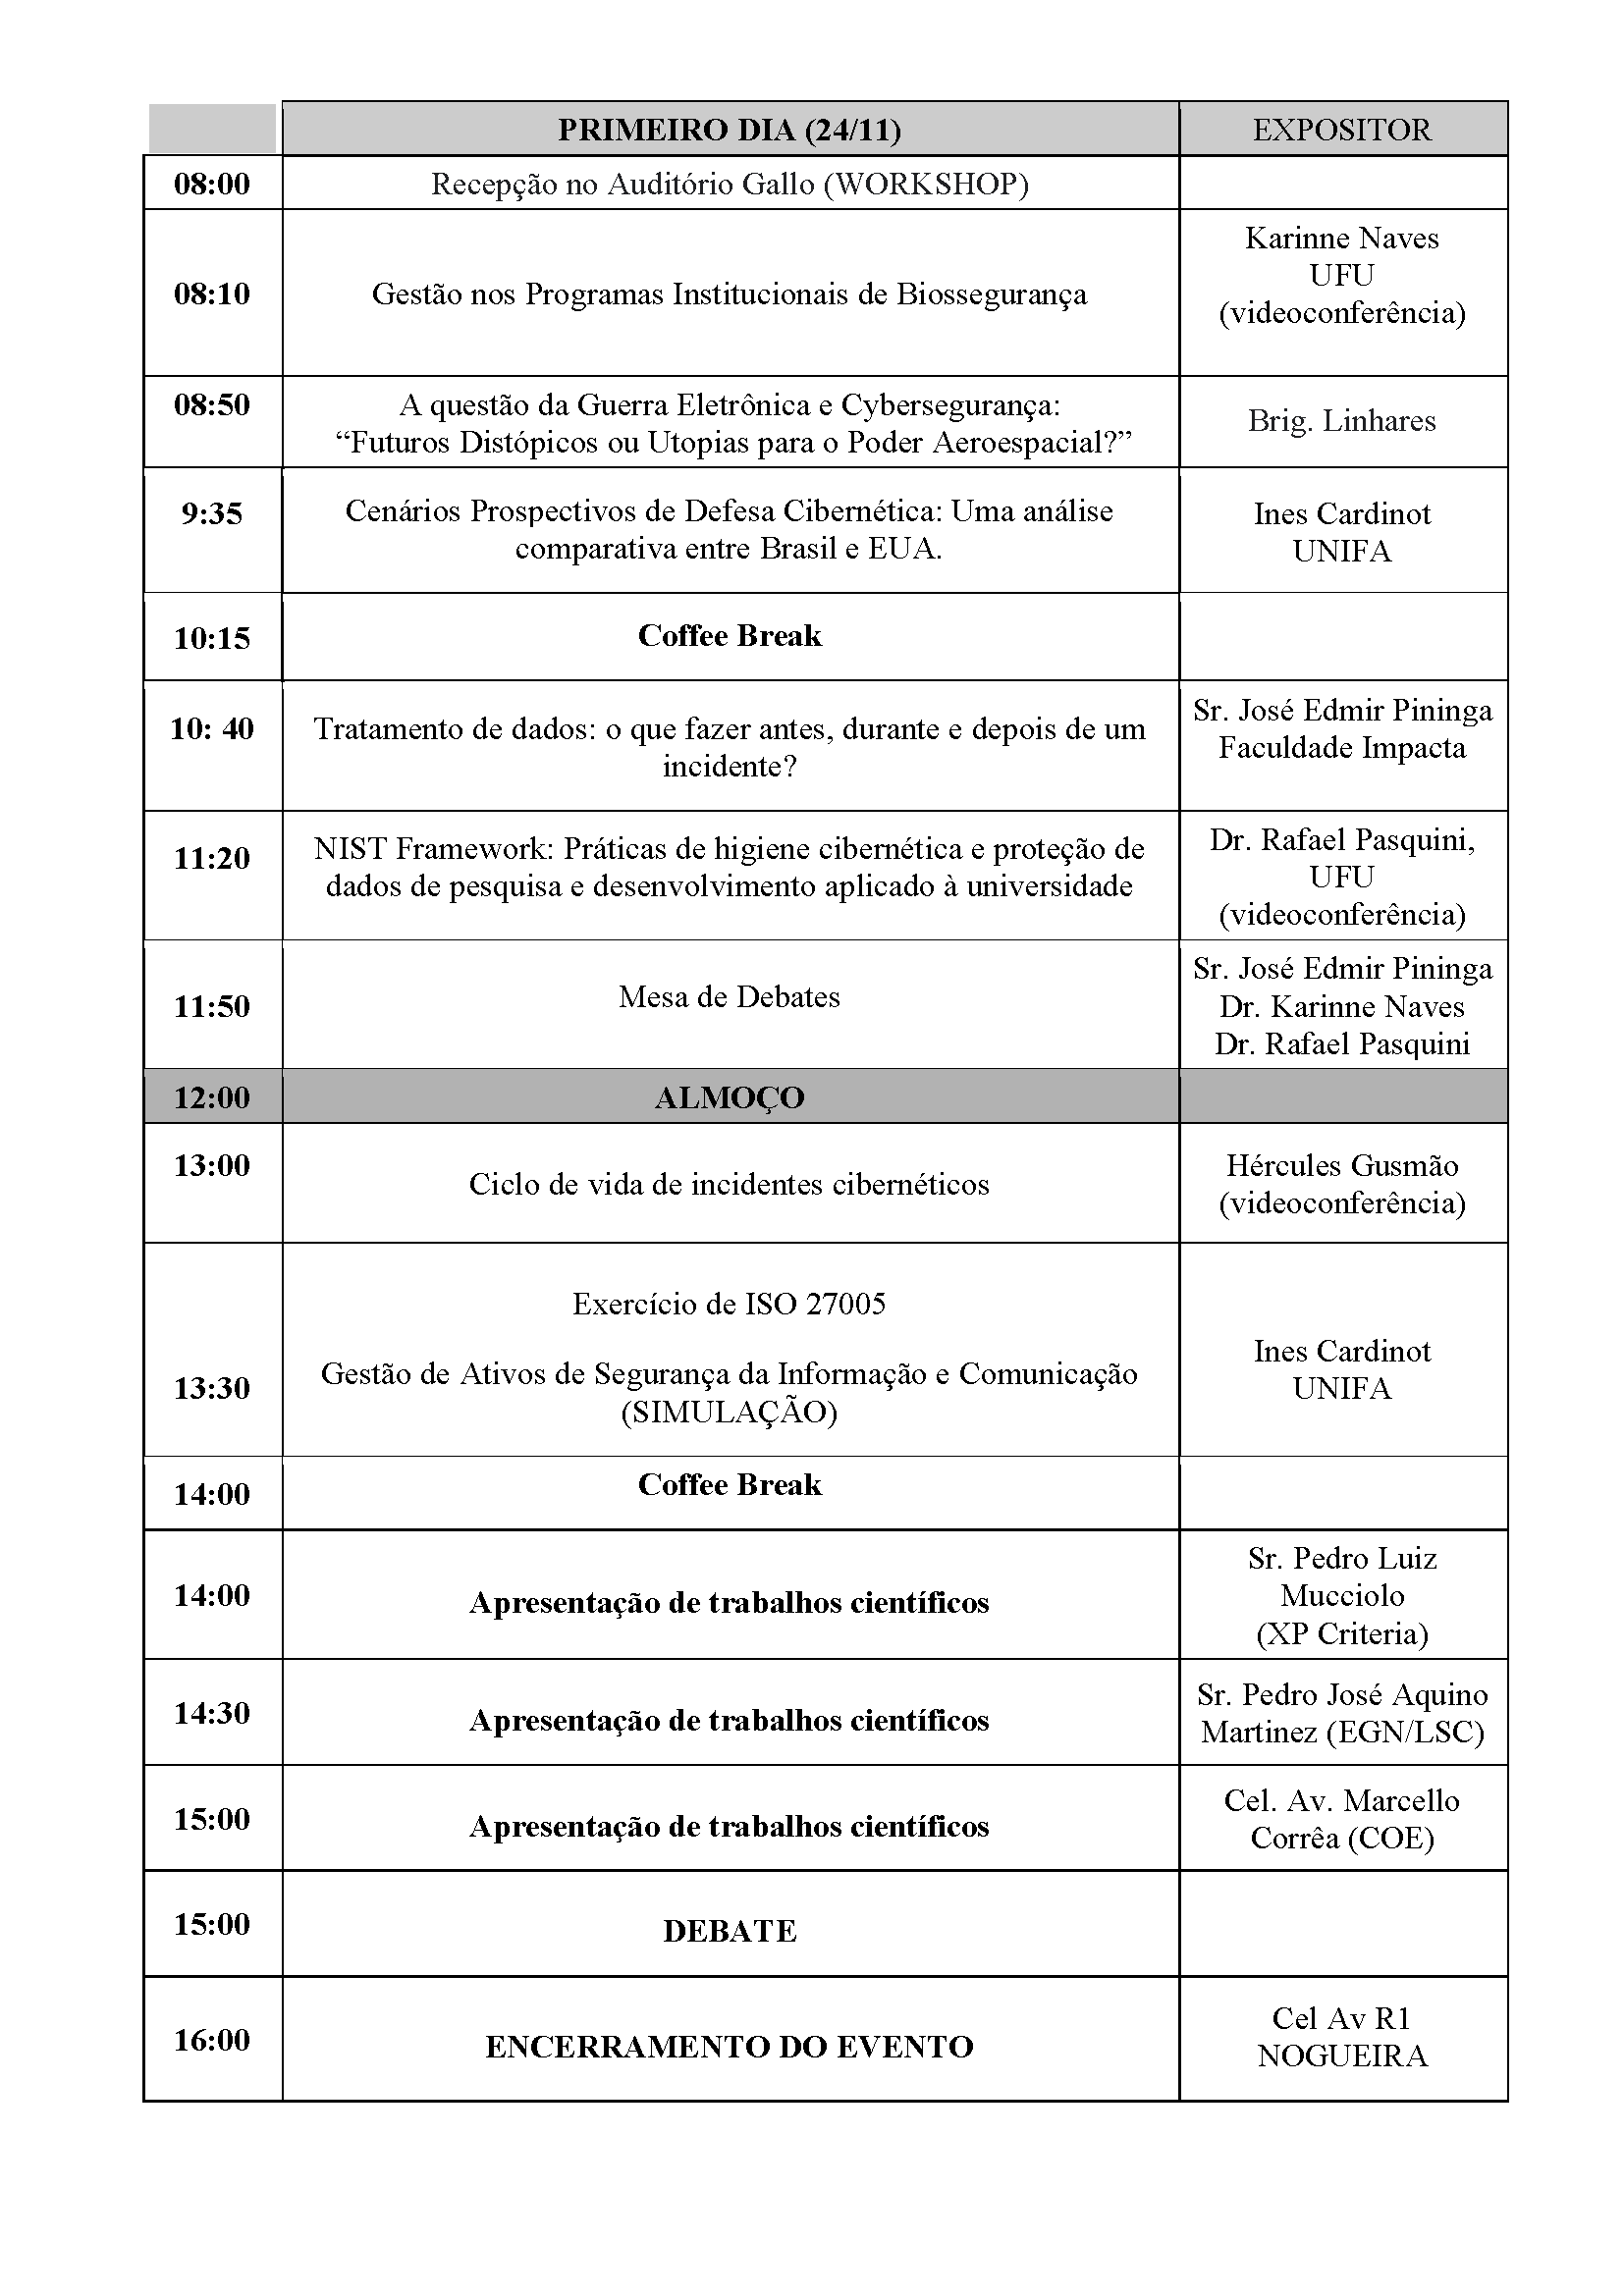 PRIMEIRO DIA (24/11) EXPOSITOR
08:00 Recepção no Auditório Gallo (WORKSHOP)
08:10 Gestão nos Programas Institucionais de Biossegurança
Karinne Naves
UFU
(videoconferência)
08:50 A questão da Guerra Eletrônica e Cybersegurança:
“Futuros Distópicos ou Utopias para o Poder Aeroespacial?”
Brig. Linhares
9:35 Cenários Prospectivos de Defesa Cibernética: Uma análise
comparativa entre Brasil e EUA.
Ines Cardinot
UNIFA
10:15 Coffee Break
10: 40 Tratamento de dados: o que fazer antes, durante e depois de um
incidente?
Sr. José Edmir Pininga
Faculdade Impacta
11:20 NIST Framework: Práticas de higiene cibernética e proteção de
dados de pesquisa e desenvolvimento aplicado à universidade
Dr. Rafael Pasquini,
UFU
(videoconferência)
11:50 Mesa de Debates
Sr. José Edmir Pininga
Dr. Karinne Naves
Dr. Rafael Pasquini
12:00 ALMOÇO
13:00 Ciclo de vida de incidentes cibernéticos
Hércules Gusmão
(videoconferência)
13:30 Exercício de ISO 27005
Gestão de Ativos de Segurança da Informação e Comunicação
(SIMULAÇÃO)
Ines Cardinot
UNIFA
14:00 Coffee Break
14:00 Apresentação de trabalhos científicos
Sr. Pedro Luiz
Mucciolo
(XP Criteria)
14:30 Apresentação de trabalhos científicos
Sr. Pedro José Aquino
Martinez (EGN/LSC)
15:00 Apresentação de trabalhos científicos
Cel. Av. Marcello
Corrêa (COE)
15:00 DEBATE
16:00 ENCERRAMENTO DO EVENTO
Cel Av R1
NOGUEIRA